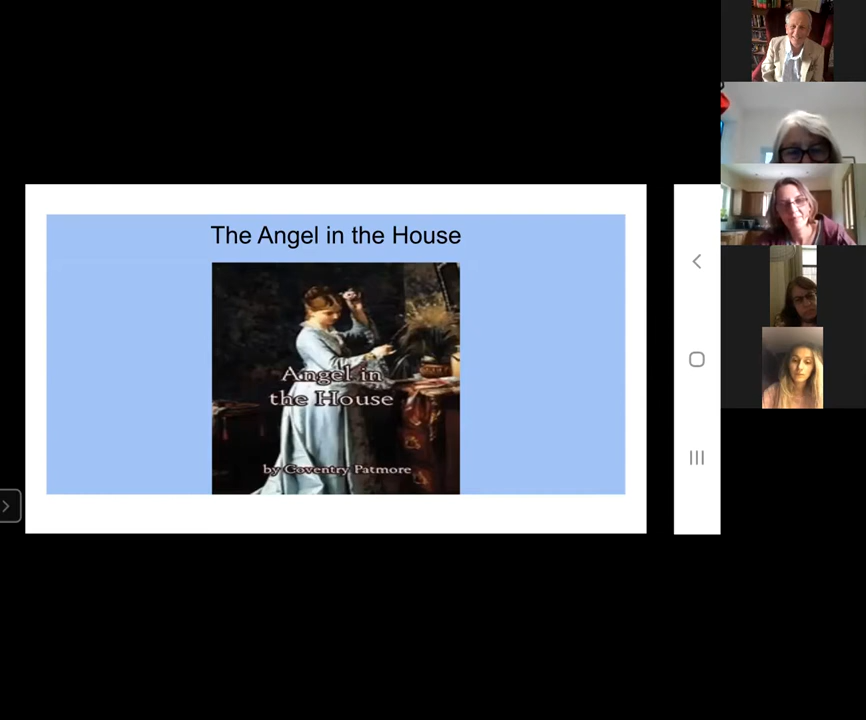 The Angel in the House
Angel in
the House
by Coventry Patmore